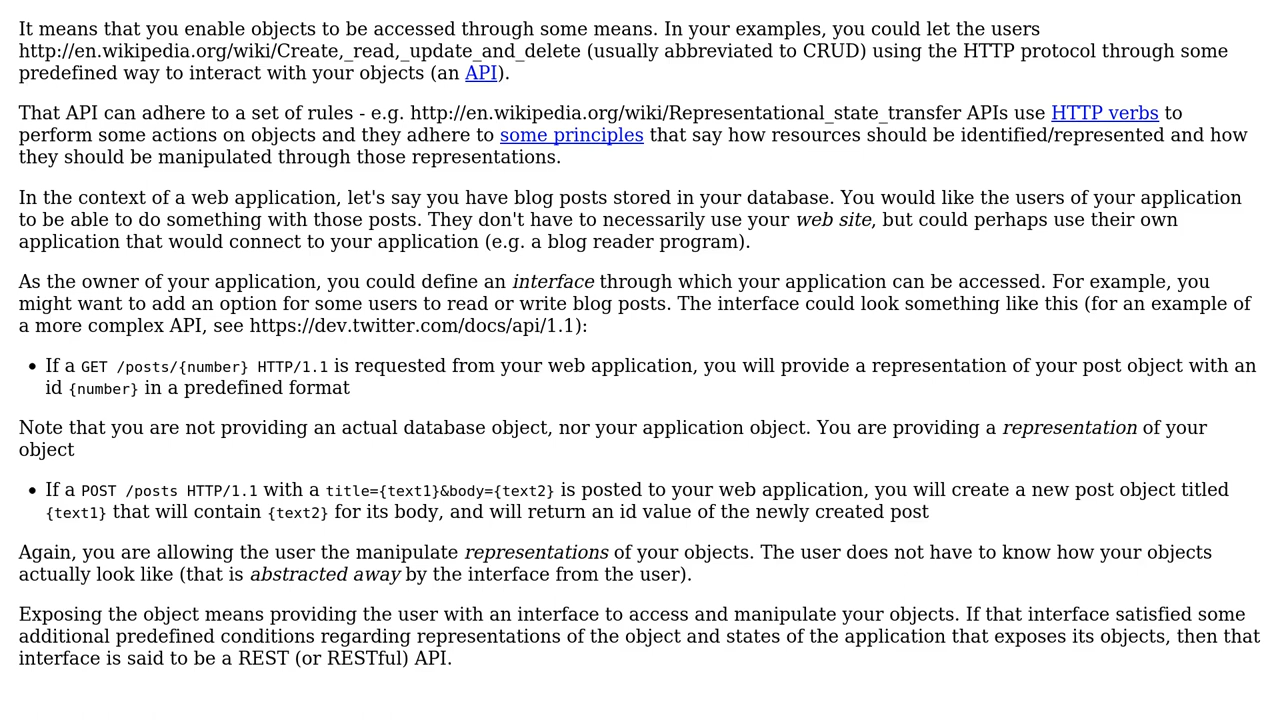 It means that you enable objects to be accessed through some means. In your examples, you could let the users
http://en.wikipedia.org/wiki/Create,_read,_update_and_delete (usually abbreviated to CRUD) using the HTTP protocol through some
predefined way to interact with your objects (an API).
That API can adhere to a set of rules - e.g. http://en.wikipedia.org/wiki/Representational_state_transfer APIs use HTTP verbs to
perform some actions on objects and they adhere to some principles that say how resources should be identified/represented and how
they should be manipulated through those representations.
In the context of a web application, let's say you have blog posts stored in your database. You would like the users of your application
to be able to do something with those posts. They don't have to necessarily use your web site, but could perhaps use their own
application that would connect to your application (e.g. a blog reader program).
As the owner of your application, you could define an interface through which your application can be accessed. For example, you
might want to add an option for some users to read or write blog posts. The interface could look something like this (for an example of
a more complex API, see https://dev.twitter.com/docs/api/1.1):
• If a GET /posts/{number} HTTP/1.1 is requested from your web application, you will provide a representation of your post object with an
id {number} in a predefined format
Note that you are not providing an actual database object, nor your application object. You are providing a representation of your
object
• If a POST /posts HTTP/1.1 with a title={text1}&body={text2} is posted to your web application, you will create a new post object titled
{text1} that will contain {text2} for its body, and will return an id value of the newly created post
Again, you are allowing the user the manipulate representations of your objects. The user does not have to know how your objects
actually look like (that is abstracted away by the interface from the user).
Exposing the object means providing the user with an interface to access and manipulate your objects. If that interface satisfied some
additional predefined conditions regarding representations of the object and states of the application that exposes its objects, then that
interface is said to be a REST (or RESTful) API.